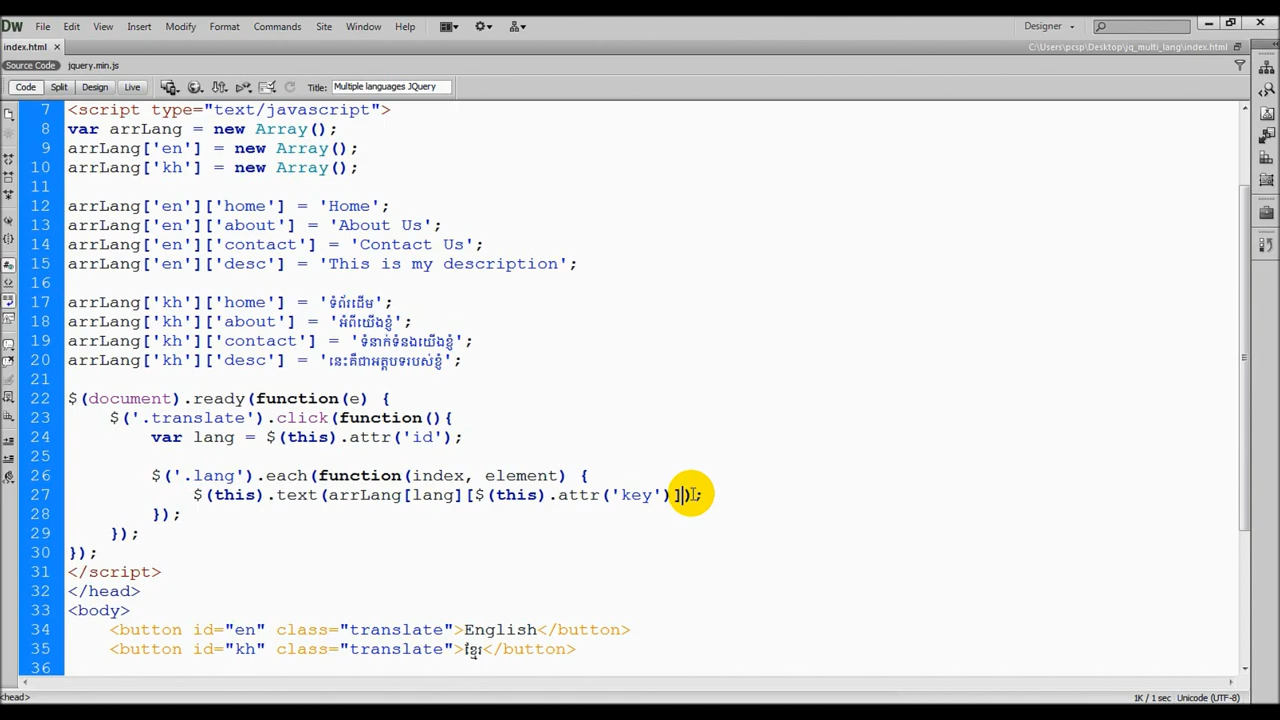 DW File Edit View Insert Modify Format Commands Site Window Help Designer
index.html × C:\Users\pcsp\Desktop\jq_multi_lang\index.html
Source Code jquery.min.js
Code Split Design Live Title: Multiple languages JQuery
7 <script type="text/javascript">
8 var arrLang = new Array();
9 arrLang['en'] = new Array();
10 arrLang['kh'] = new Array();
11
12 arrLang['en']['home'] = 'Home';
13 arrLang['en']['about'] = 'About Us';
14 arrLang['en']['contact'] = 'Contact Us';
15 arrLang['en']['desc'] = 'This is my description';
16
17 arrLang['kh']['home'] = 'ទំព័រដើម';
18 arrLang['kh']['about'] = 'អំពីយើងខ្ញុំ';
19 arrLang['kh']['contact'] = 'ទំនាក់ទំនងយើងខ្ញុំ';
20 arrLang['kh']['desc'] = 'នេះគឺជាអត្ថបទរបស់ខ្ញុំ';
21
22 $(document).ready(function(e) {
23 $('.translate').click(function(){
24 var lang = $(this).attr('id');
25
26 $('.lang').each(function(index, element) {
27 $(this).text(arrLang[lang][$(this).attr('key')]);
28 });
29 });
30 });
31 </script>
32 </head>
33 <body>
34 <button id="en" class="translate">English</button>
35 <button id="kh" class="translate">ខ្មែរ</button>
36
<head> 1K / 1 sec Unicode (UTF-8)